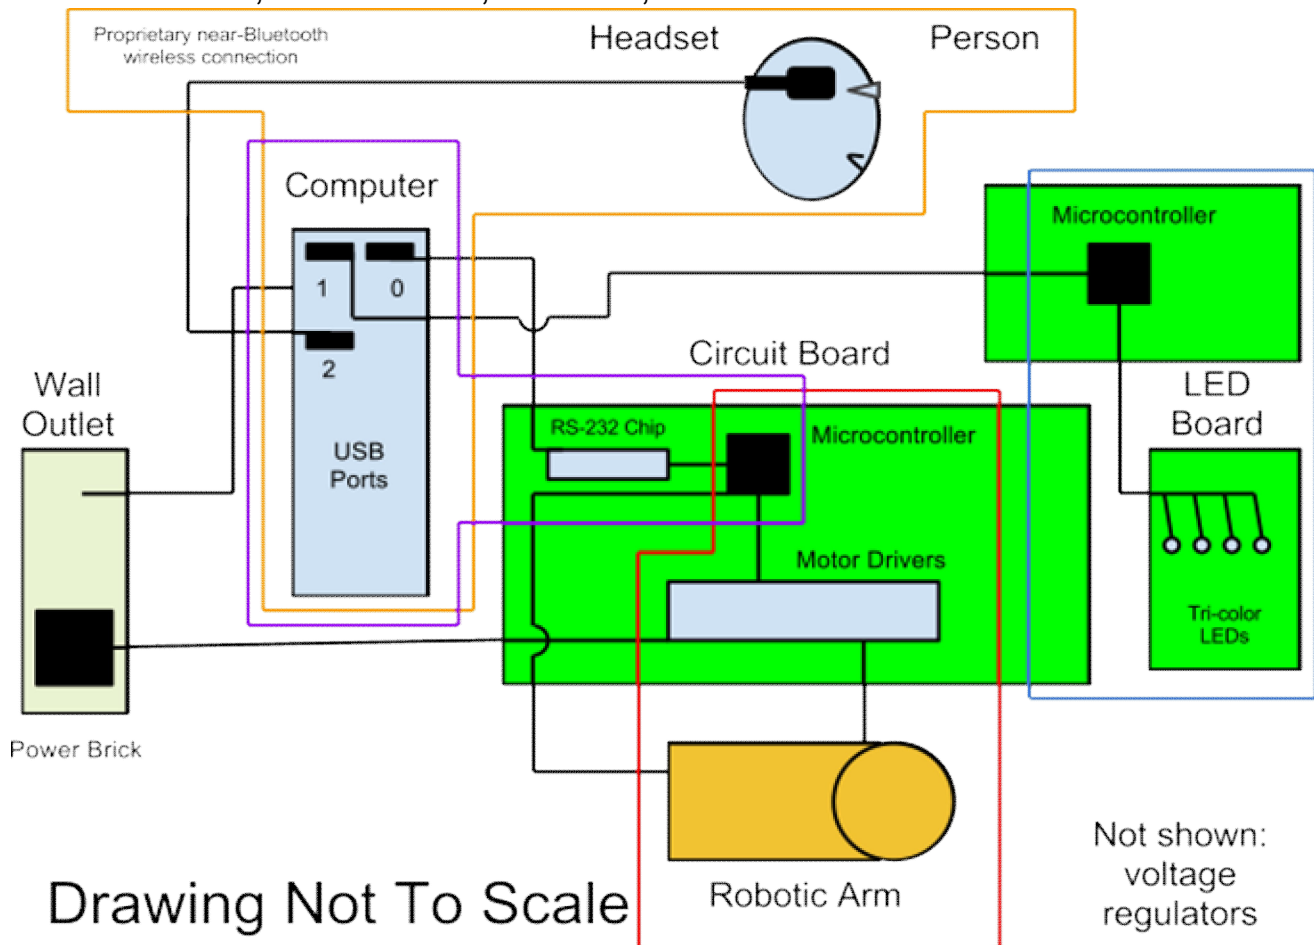 Proprietary near-Bluetooth
wireless connection
Headset
Person
Computer
Microcontroller
1
0
2
Circuit Board
Wall
Outlet
USB
Ports
LED
Board
RS-232 Chip
Microcontroller
Motor Drivers
Tri-color
LEDs
Power Brick
Robotic Arm
Drawing Not To Scale
Not shown:
voltage
regulators